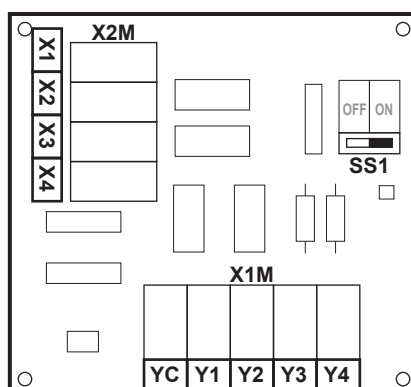 X2M
X1
X2
X3
X4
OFF ON
SS1
X1M
YC Y1 Y2 Y3 Y4